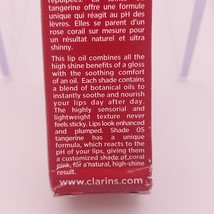 repulpées.
tangerine offre une formule
unique qui réagit au pH des
lèvres. Elles se parent d'un
rose corail sur mesure pour
un résultat naturel et ultra
shinny.
This lip oil combines all the
high shine benefits of a gloss
with the soothing comfort
of an oil. Each shade contains
a blend of botanical oils to
instantly soothe and nourish
your lips day after day.
The highly sensorial and
lightweight texture never
feels sticky. Lips look enhanced
and plumped. Shade 05
tangerine has a unique
formula, which reacts to the
pH of your lips, giving them
a customized shade of coral
pink, for a natural, high-shine
result.
www.clarins.com